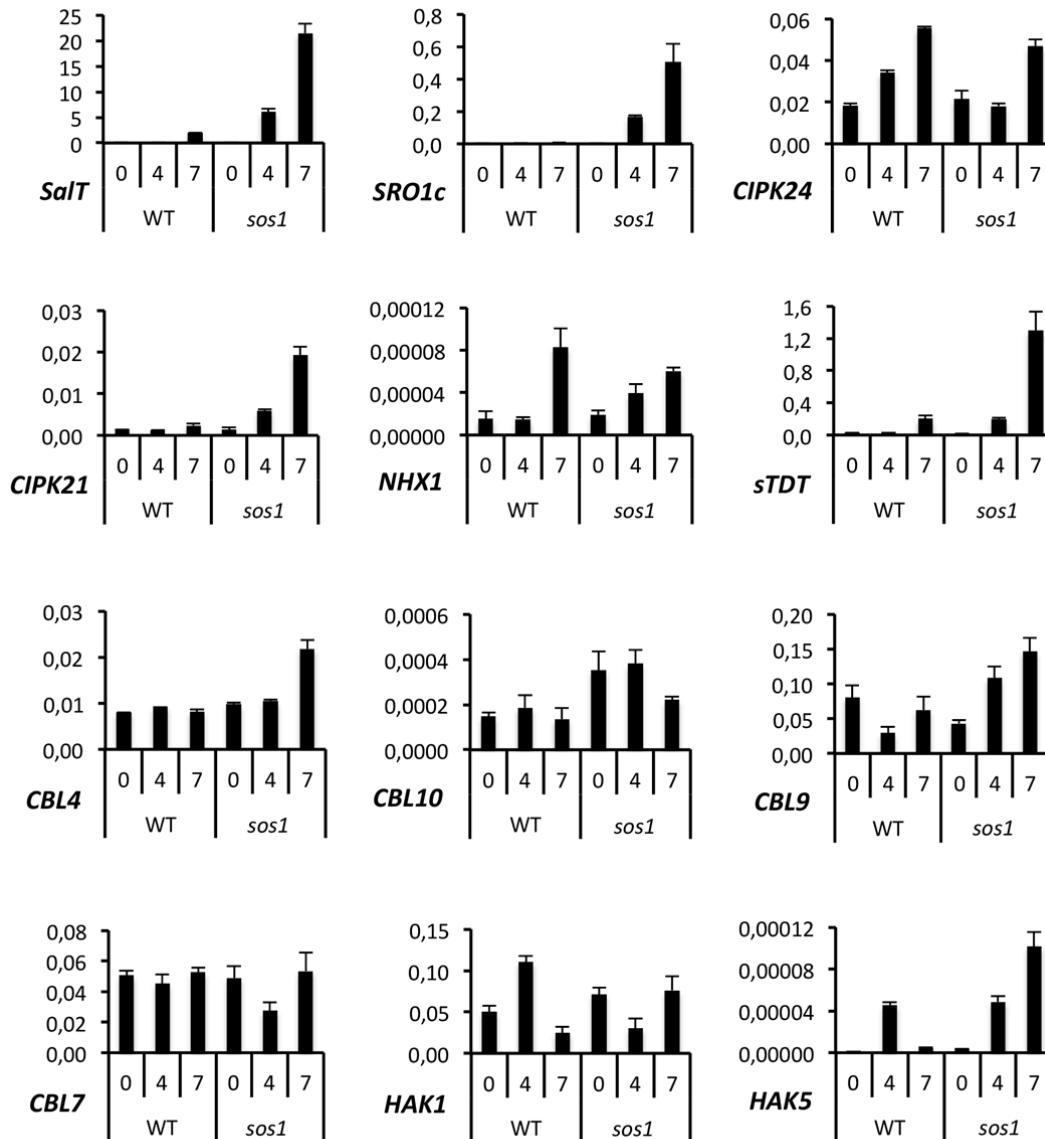 25
20
15
10
5
0
0 4 7 0 4 7
SalT
WT sos1
0,8
0,6
0,4
0,2
0,0
0 4 7 0 4 7
SRO1c
WT sos1
0,06
0,04
0,02
0,00
0 4 7 0 4 7
CIPK24
WT sos1
0,03
0,02
0,01
0,00
0 4 7 0 4 7
CIPK21
WT sos1
0,00012
0,00008
0,00004
0,00000
0 4 7 0 4 7
NHX1
WT sos1
1,6
1,2
0,8
0,4
0,0
0 4 7 0 4 7
sTDT
WT sos1
0,03
0,02
0,01
0,00
0 4 7 0 4 7
CBL4
WT sos1
0,0006
0,0004
0,0002
0,0000
0 4 7 0 4 7
CBL10
WT sos1
0,20
0,15
0,10
0,05
0,00
0 4 7 0 4 7
CBL9
WT sos1
0,08
0,06
0,04
0,02
0,00
0 4 7 0 4 7
CBL7
WT sos1
0,15
0,10
0,05
0,00
0 4 7 0 4 7
HAK1
WT sos1
0,00012
0,00008
0,00004
0,00000
0 4 7 0 4 7
HAK5
WT sos1